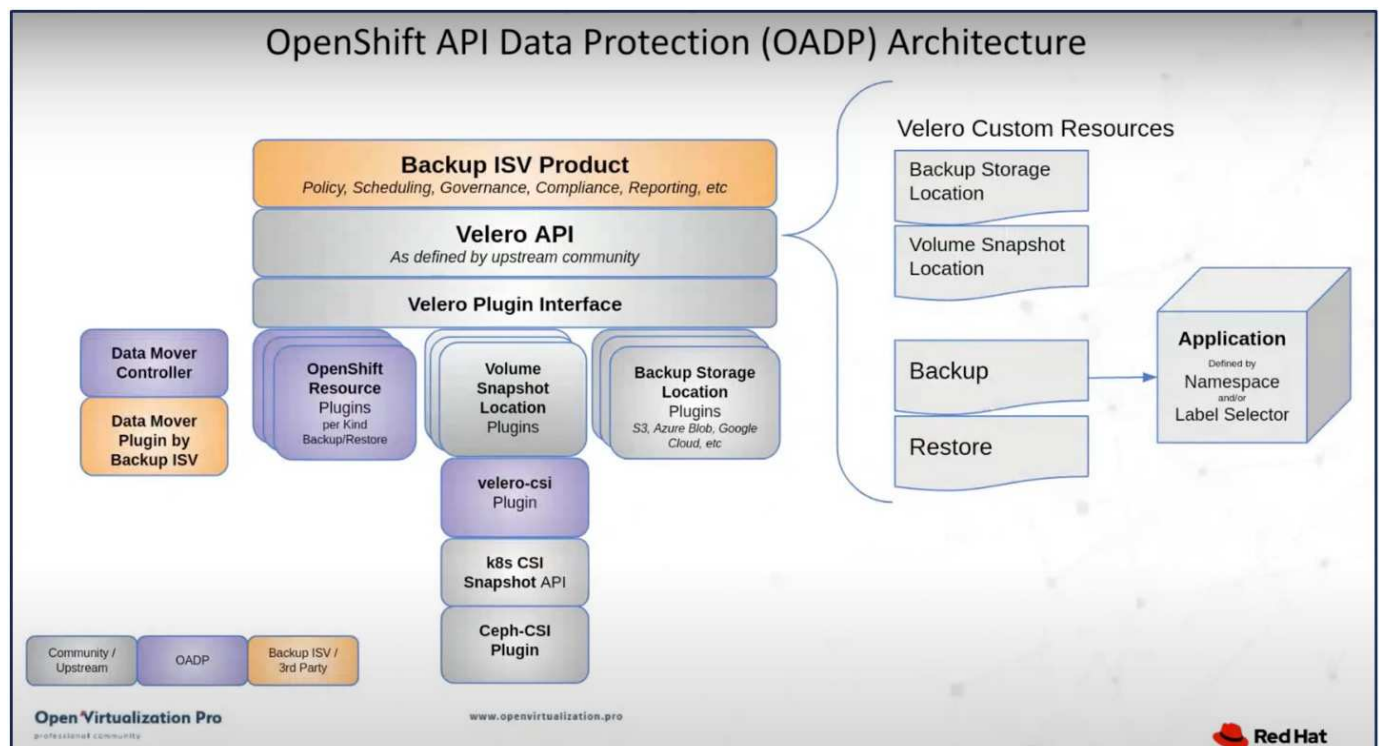 OpenShift API Data Protection (OADP) Architecture
Backup ISV Product
Policy, Scheduling, Governance, Compliance, Reporting, etc
Velero API
As defined by upstream community
Velero Plugin Interface
Data Mover
Controller
Data Mover
Plugin by
Backup ISV
OpenShift
Resource
Plugins
per Kind
Backup/Restore
Volume
Snapshot
Location
Plugins
Backup Storage
Location
Plugins
S3, Azure Blob, Google
Cloud, etc
velero-csi
Plugin
k8s CSI
Snapshot API
Ceph-CSI
Plugin
Velero Custom Resources
Backup Storage
Location
Volume Snapshot
Location
Backup
Restore
Application
Defined by
Namespace
and/or
Label Selector
Community /
Upstream
OADP
Backup ISV /
3rd Party
Open Virtualization Pro
professional community
www.openvirtualization.pro
Red Hat